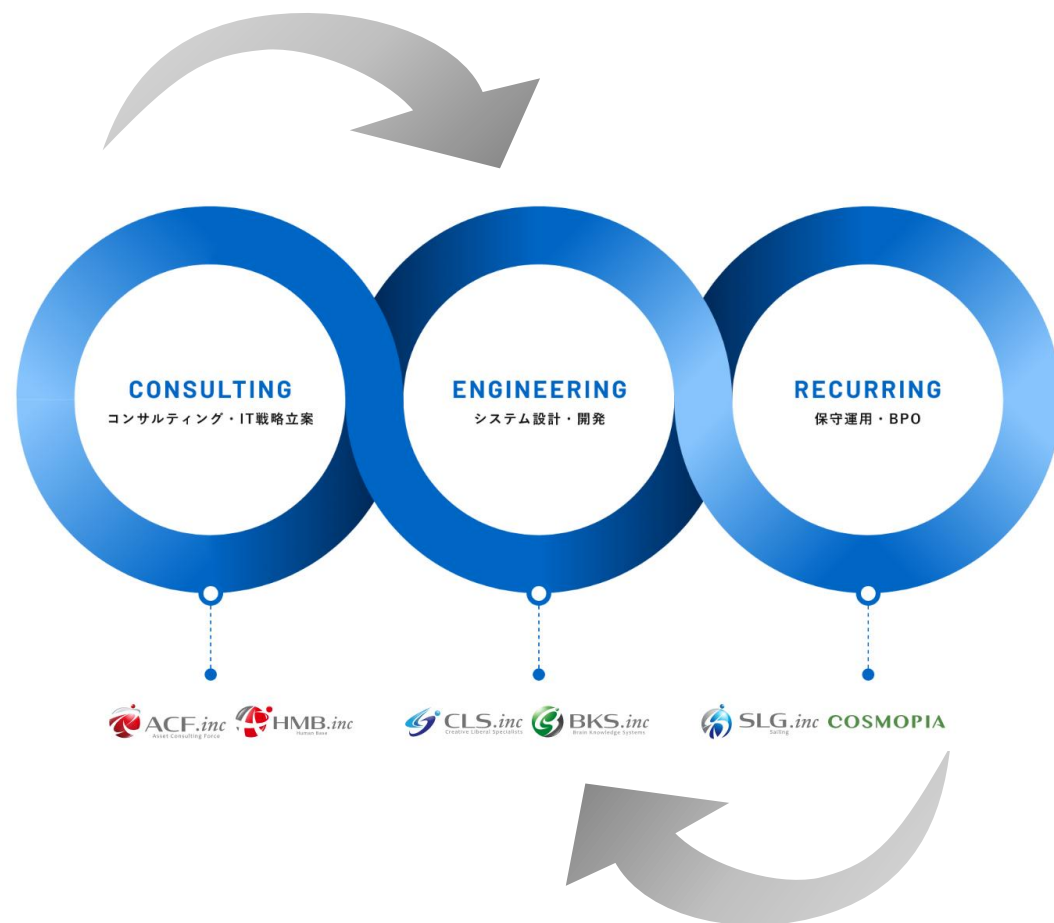 CONSULTING
コンサルティング・IT戦略立案
ENGINEERING
システム設計・開発
RECURRING
保守運用・BPO
ACF.inc
Asset Consulting Force
HMB.inc
Human Base
CLS.inc
Creative Liberal Specialists
BKS.inc
Brain Knowledge Systems
SLG.inc
Sailing
COSMOPIA